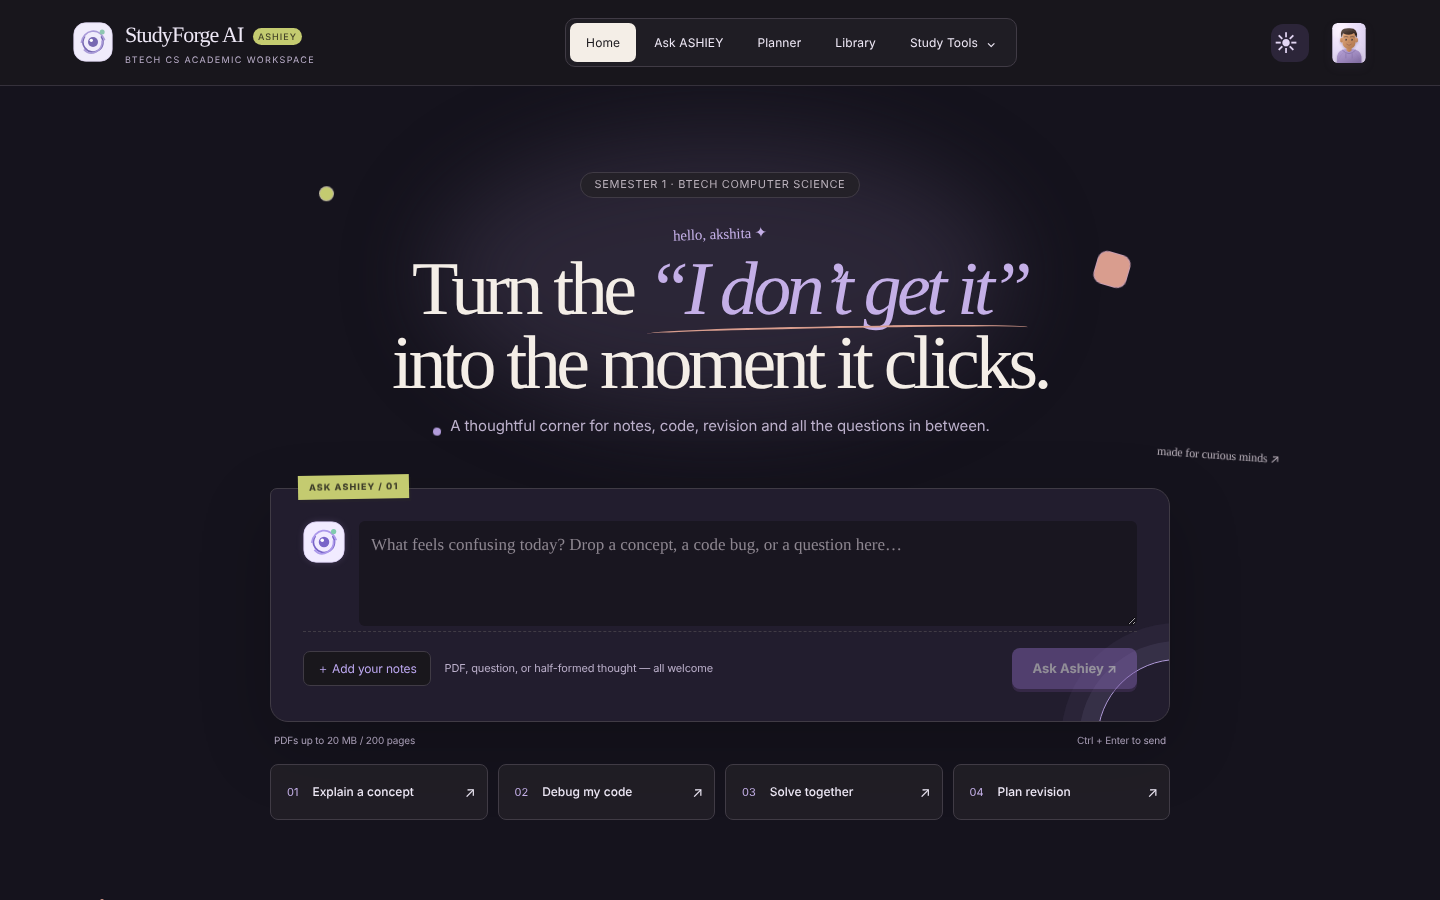 StudyForge AI ASHIEY
BTECH CS ACADEMIC WORKSPACE
Home Ask ASHIEY Planner Library Study Tools
SEMESTER 1 · BTECH COMPUTER SCIENCE
hello, akshita ✦
Turn the “I don’t get it”
into the moment it clicks.
A thoughtful corner for notes, code, revision and all the questions in between.
made for curious minds ↗
ASK ASHIEY / 01
What feels confusing today? Drop a concept, a code bug, or a question here…
+ Add your notes
PDF, question, or half-formed thought — all welcome
Ask Ashiey ↗
PDFs up to 20 MB / 200 pages
Ctrl + Enter to send
01 Explain a concept ↗
02 Debug my code ↗
03 Solve together ↗
04 Plan revision ↗